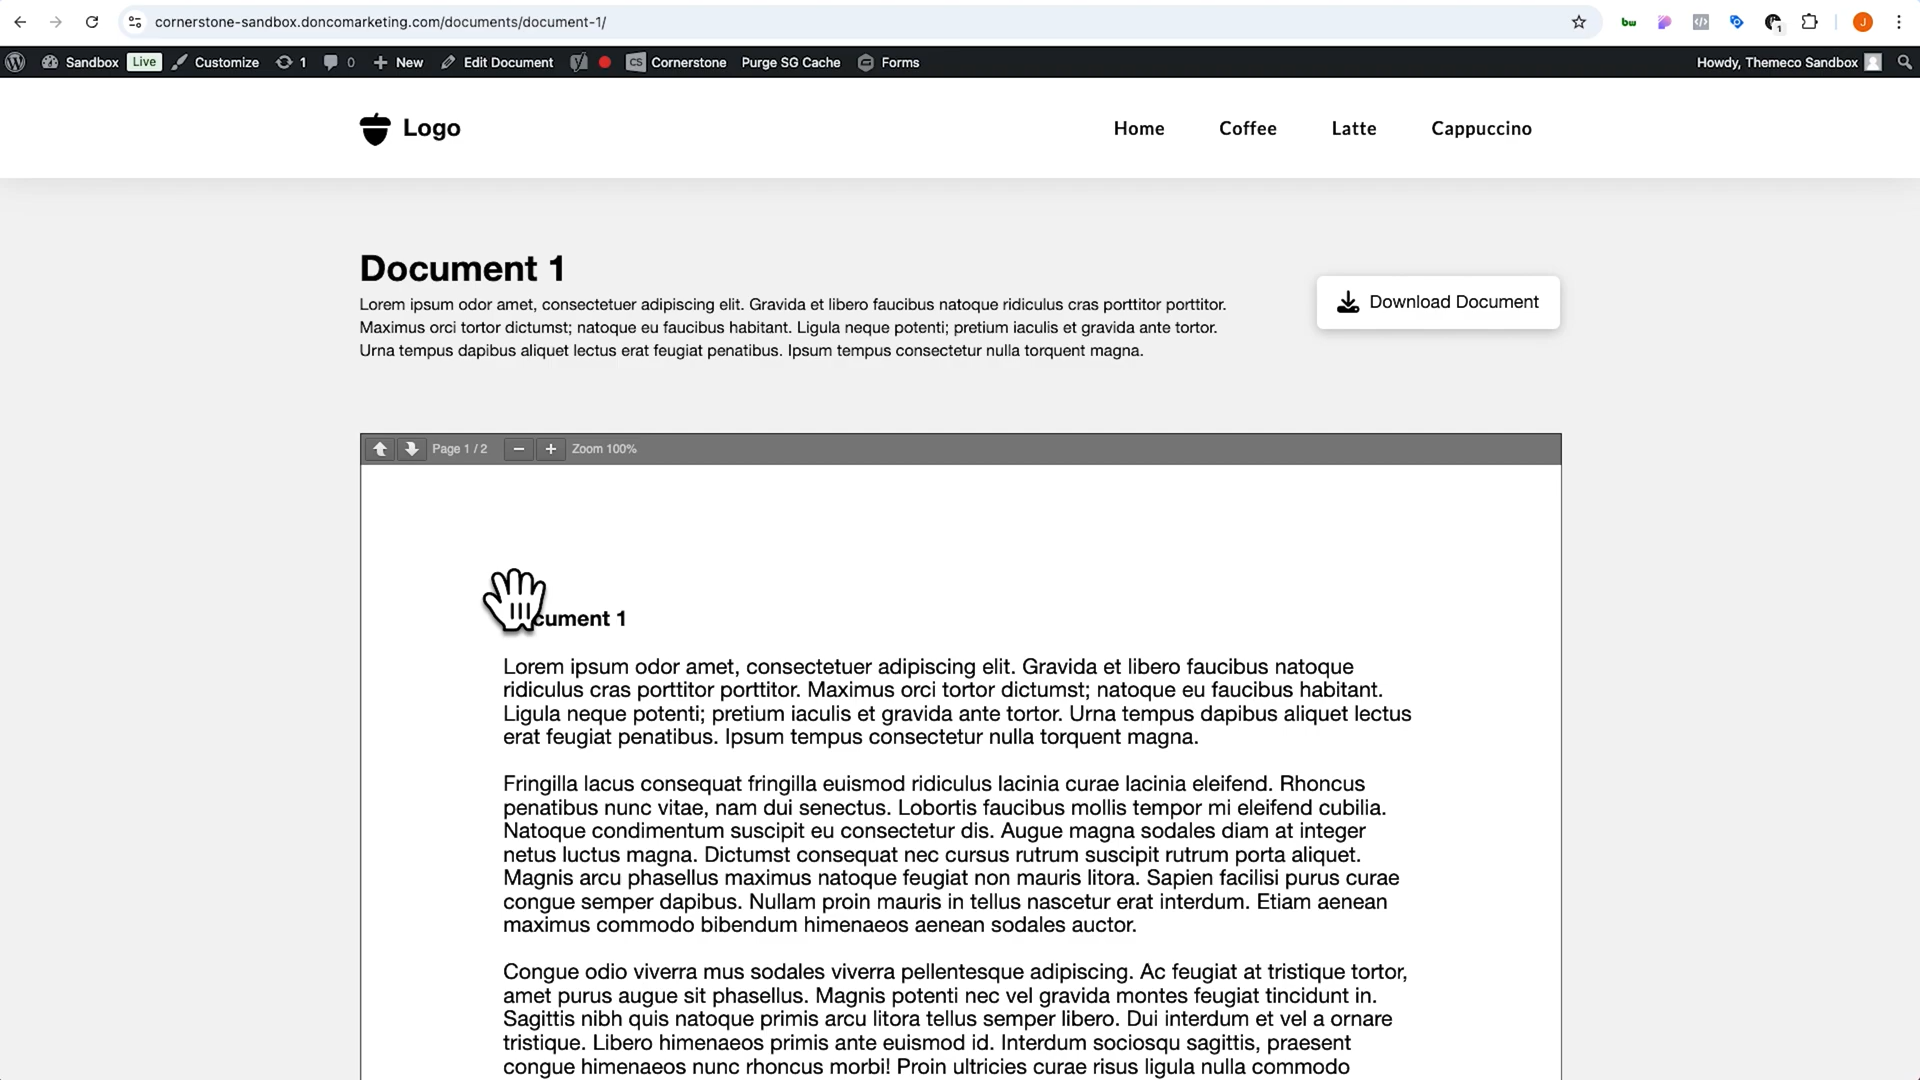 cornerstone-sandbox.doncomarketing.com/documents/document-1/
bw
1
J
Sandbox Live Customize 1 0 New Edit Document CS Cornerstone Purge SG Cache Forms Howdy, Themeco Sandbox
Logo Home Coffee Latte Cappuccino
Document 1
Lorem ipsum odor amet, consectetuer adipiscing elit. Gravida et libero faucibus natoque ridiculus cras porttitor porttitor.
Maximus orci tortor dictumst; natoque eu faucibus habitant. Ligula neque potenti; pretium iaculis et gravida ante tortor.
Urna tempus dapibus aliquet lectus erat feugiat penatibus. Ipsum tempus consectetur nulla torquent magna.
Download Document
Page 1 / 2 Zoom 100%
cument 1
Lorem ipsum odor amet, consectetuer adipiscing elit. Gravida et libero faucibus natoque
ridiculus cras porttitor porttitor. Maximus orci tortor dictumst; natoque eu faucibus habitant.
Ligula neque potenti; pretium iaculis et gravida ante tortor. Urna tempus dapibus aliquet lectus
erat feugiat penatibus. Ipsum tempus consectetur nulla torquent magna.
Fringilla lacus consequat fringilla euismod ridiculus lacinia curae lacinia eleifend. Rhoncus
penatibus nunc vitae, nam dui senectus. Lobortis faucibus mollis tempor mi eleifend cubilia.
Natoque condimentum suscipit eu consectetur dis. Augue magna sodales diam at integer
netus luctus magna. Dictumst consequat nec cursus rutrum suscipit rutrum porta aliquet.
Magnis arcu phasellus maximus natoque feugiat non mauris litora. Sapien facilisi purus curae
congue semper dapibus. Nullam proin mauris in tellus nascetur erat interdum. Etiam aenean
maximus commodo bibendum himenaeos aenean sodales auctor.
Congue odio viverra mus sodales viverra pellentesque adipiscing. Ac feugiat at tristique tortor,
amet purus augue sit phasellus. Magnis potenti nec vel gravida montes feugiat tincidunt in.
Sagittis nibh quis natoque primis arcu litora tellus semper libero. Dui interdum et vel a ornare
tristique. Libero himenaeos primis ante euismod id. Interdum sociosqu sagittis, praesent
congue himenaeos nunc rhoncus morbi! Proin ultricies curae risus ligula nulla commodo